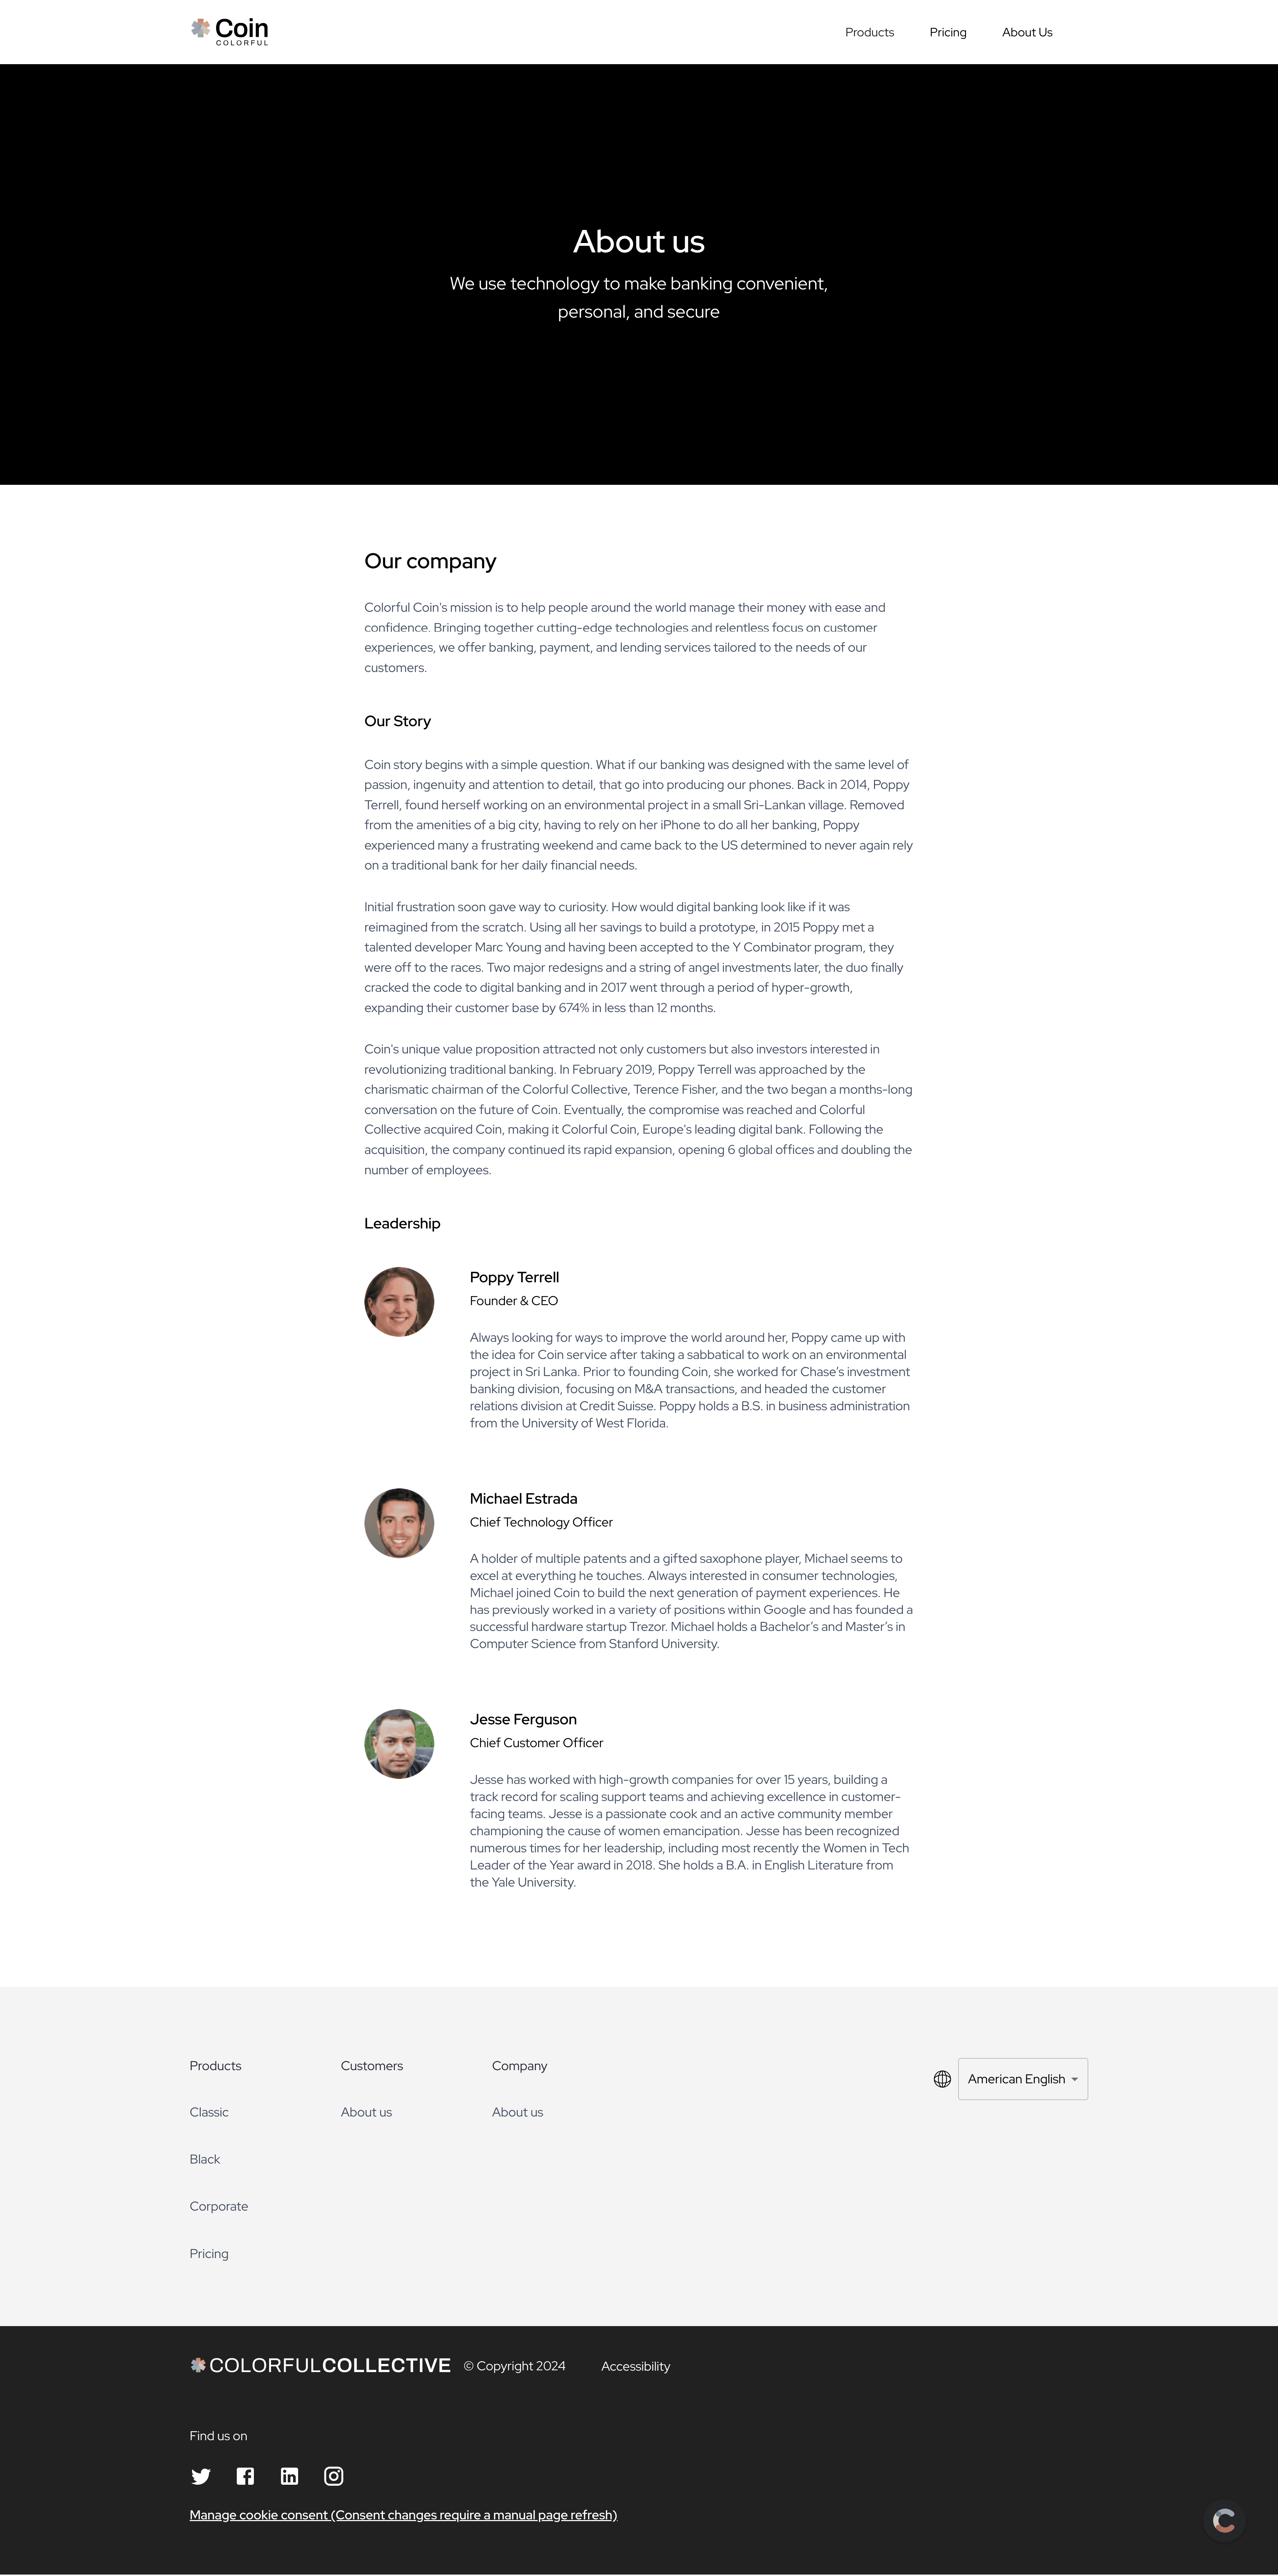 Coin
COLORFUL
Products
Pricing
About Us
About us
We use technology to make banking convenient,
personal, and secure
Our company
Colorful Coin's mission is to help people around the world manage their money with ease and
confidence. Bringing together cutting-edge technologies and relentless focus on customer
experiences, we offer banking, payment, and lending services tailored to the needs of our
customers.
Our Story
Coin story begins with a simple question. What if our banking was designed with the same level of
passion, ingenuity and attention to detail, that go into producing our phones. Back in 2014, Poppy
Terrell, found herself working on an environmental project in a small Sri-Lankan village. Removed
from the amenities of a big city, having to rely on her iPhone to do all her banking, Poppy
experienced many a frustrating weekend and came back to the US determined to never again rely
on a traditional bank for her daily financial needs.
Initial frustration soon gave way to curiosity. How would digital banking look like if it was
reimagined from the scratch. Using all her savings to build a prototype, in 2015 Poppy met a
talented developer Marc Young and having been accepted to the Y Combinator program, they
were off to the races. Two major redesigns and a string of angel investments later, the duo finally
cracked the code to digital banking and in 2017 went through a period of hyper-growth,
expanding their customer base by 674% in less than 12 months.
Coin's unique value proposition attracted not only customers but also investors interested in
revolutionizing traditional banking. In February 2019, Poppy Terrell was approached by the
charismatic chairman of the Colorful Collective, Terence Fisher, and the two began a months-long
conversation on the future of Coin. Eventually, the compromise was reached and Colorful
Collective acquired Coin, making it Colorful Coin, Europe's leading digital bank. Following the
acquisition, the company continued its rapid expansion, opening 6 global offices and doubling the
number of employees.
Leadership
Poppy Terrell
Founder & CEO
Always looking for ways to improve the world around her, Poppy came up with
the idea for Coin service after taking a sabbatical to work on an environmental
project in Sri Lanka. Prior to founding Coin, she worked for Chase’s investment
banking division, focusing on M&A transactions, and headed the customer
relations division at Credit Suisse. Poppy holds a B.S. in business administration
from the University of West Florida.
Michael Estrada
Chief Technology Officer
A holder of multiple patents and a gifted saxophone player, Michael seems to
excel at everything he touches. Always interested in consumer technologies,
Michael joined Coin to build the next generation of payment experiences. He
has previously worked in a variety of positions within Google and has founded a
successful hardware startup Trezor. Michael holds a Bachelor’s and Master’s in
Computer Science from Stanford University.
Jesse Ferguson
Chief Customer Officer
Jesse has worked with high-growth companies for over 15 years, building a
track record for scaling support teams and achieving excellence in customer-
facing teams. Jesse is a passionate cook and an active community member
championing the cause of women emancipation. Jesse has been recognized
numerous times for her leadership, including most recently the Women in Tech
Leader of the Year award in 2018. She holds a B.A. in English Literature from
the Yale University.
Products
Classic
Black
Corporate
Pricing
Customers
About us
Company
About us
American English
COLORFULCOLLECTIVE
© Copyright 2024
Accessibility
Find us on
Manage cookie consent (Consent changes require a manual page refresh)